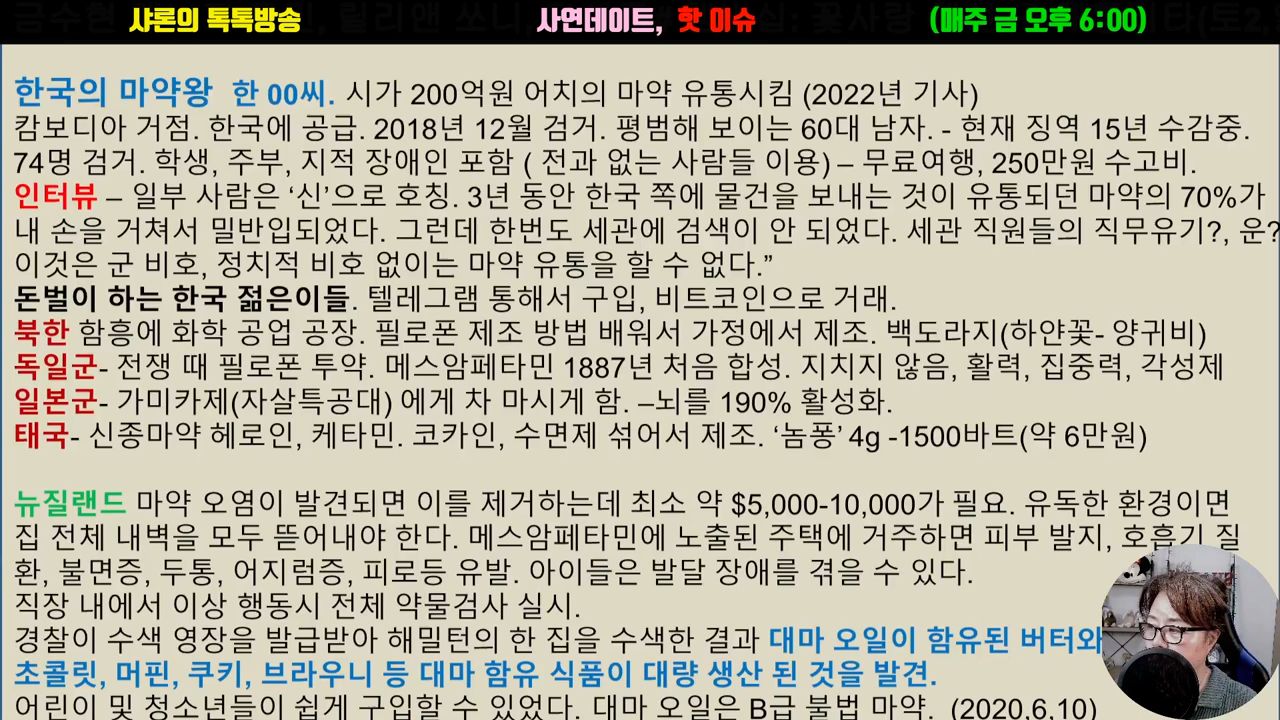 샤론의 톡톡방송 사연데이트, 핫 이슈 (매주 금 오후 6:00)
한국의 마약왕 한 00씨. 시가 200억원 어치의 마약 유통시킴 (2022년 기사)
캄보디아 거점. 한국에 공급. 2018년 12월 검거. 평범해 보이는 60대 남자. - 현재 징역 15년 수감중.
74명 검거. 학생, 주부, 지적 장애인 포함 ( 전과 없는 사람들 이용) – 무료여행, 250만원 수고비.
인터뷰 – 일부 사람은 ‘신’으로 호칭. 3년 동안 한국 쪽에 물건을 보내는 것이 유통되던 마약의 70%가
내 손을 거쳐서 밀반입되었다. 그런데 한번도 세관에 검색이 안 되었다. 세관 직원들의 직무유기?, 운?
이것은 군 비호, 정치적 비호 없이는 마약 유통을 할 수 없다.”
돈벌이 하는 한국 젊은이들. 텔레그램 통해서 구입, 비트코인으로 거래.
북한 함흥에 화학 공업 공장. 필로폰 제조 방법 배워서 가정에서 제조. 백도라지(하얀꽃- 양귀비)
독일군- 전쟁 때 필로폰 투약. 메스암페타민 1887년 처음 합성. 지치지 않음, 활력, 집중력, 각성제
일본군- 가미카제(자살특공대) 에게 차 마시게 함. –뇌를 190% 활성화.
태국- 신종마약 헤로인, 케타민. 코카인, 수면제 섞어서 제조. ‘놈퐁’ 4g -1500바트(약 6만원)
뉴질랜드 마약 오염이 발견되면 이를 제거하는데 최소 약 $5,000-10,000가 필요. 유독한 환경이면
집 전체 내벽을 모두 뜯어내야 한다. 메스암페타민에 노출된 주택에 거주하면 피부 발지, 호흡기 질
환, 불면증, 두통, 어지럼증, 피로등 유발. 아이들은 발달 장애를 겪을 수 있다.
직장 내에서 이상 행동시 전체 약물검사 실시.
경찰이 수색 영장을 발급받아 해밀턴의 한 집을 수색한 결과 대마 오일이 함유된 버터와
초콜릿, 머핀, 쿠키, 브라우니 등 대마 함유 식품이 대량 생산 된 것을 발견.
어린이 및 청소년들이 쉽게 구입할 수 있었다. 대마 오일은 B급 불법 마약. (2020,6,10)